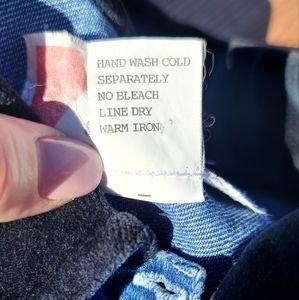 HAND WASH COLD
SEPARATELY
NO BLEACH
LINE DRY
WARM IRON